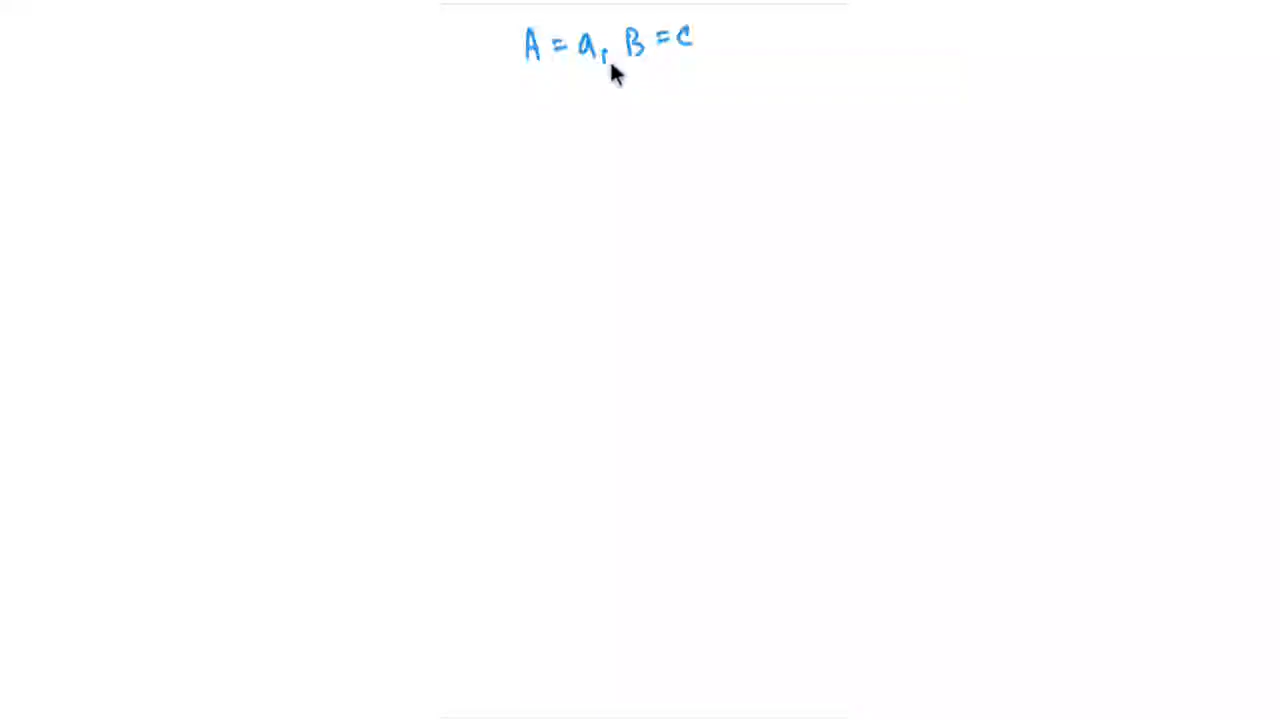 A = a, B = c